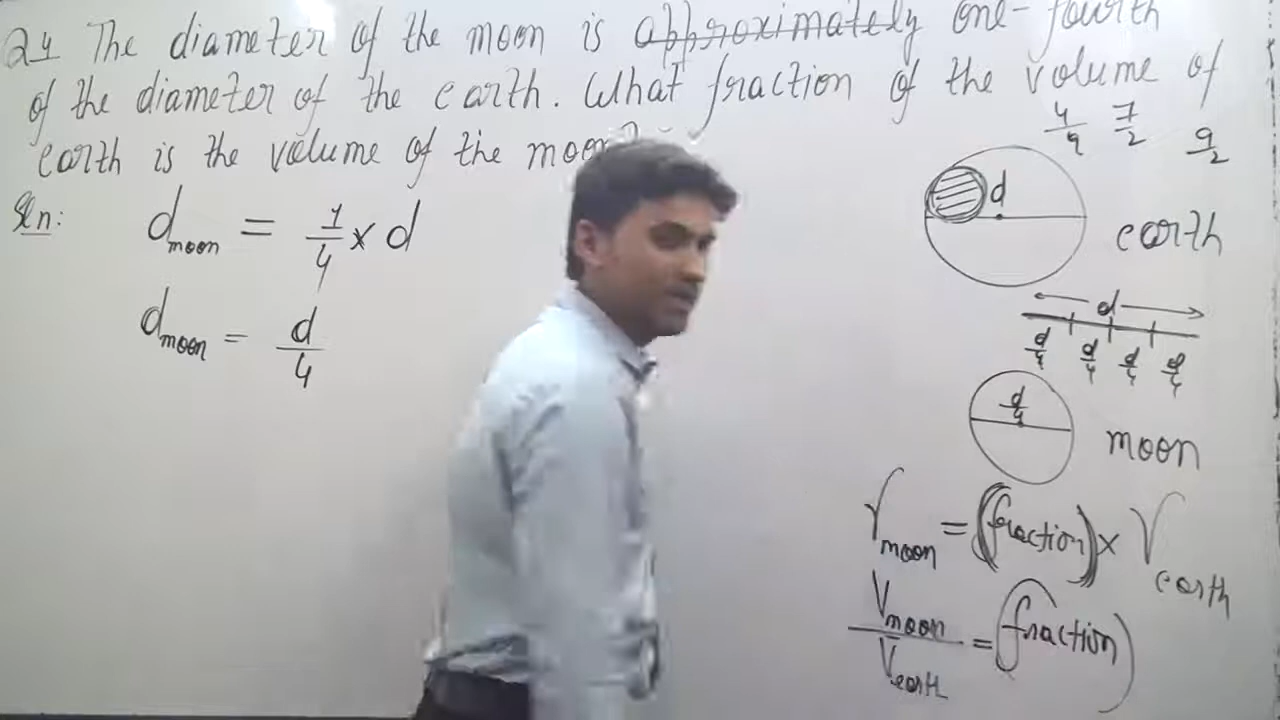 Q4 The diameter of the moon is approximately one-fourth
of the diameter of the earth. What fraction of the volume of
earth is the volume of the moon?
4/9 7/2 9/2
Sln:
d moon = 1/4 × d
d moon = d/4
d
earth
d
d/4 d/4 d/4 d/4
d/4
moon
V moon = (fraction) × V earth
V moon / V earth = (fraction)